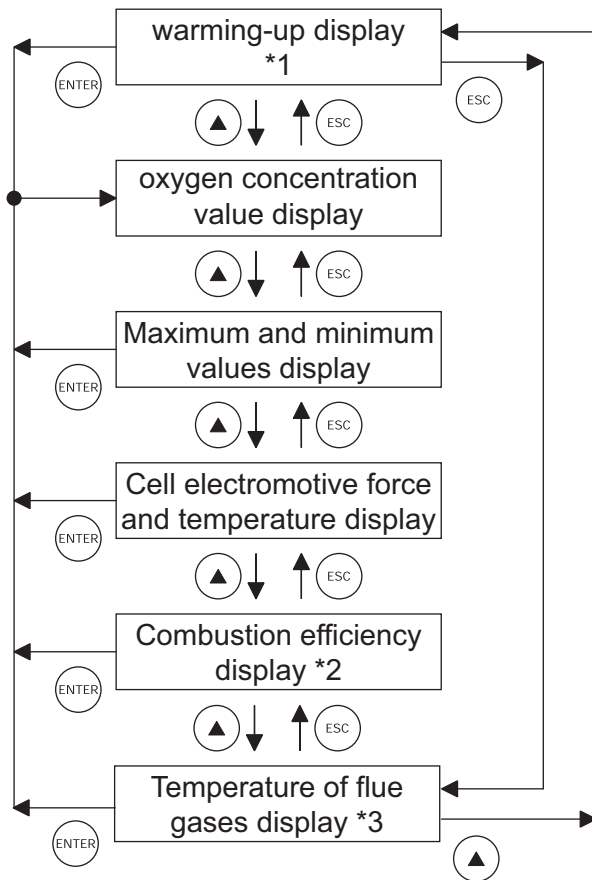 warming-up display
*1
ENTER
ESC
▲
ESC
oxygen concentration
value display
▲
ESC
Maximum and minimum
values display
ENTER
▲
ESC
Cell electromotive force
and temperature display
ENTER
▲
ESC
Combustion efficiency
display *2
ENTER
▲
ESC
Temperature of flue
gases display *3
ENTER
▲